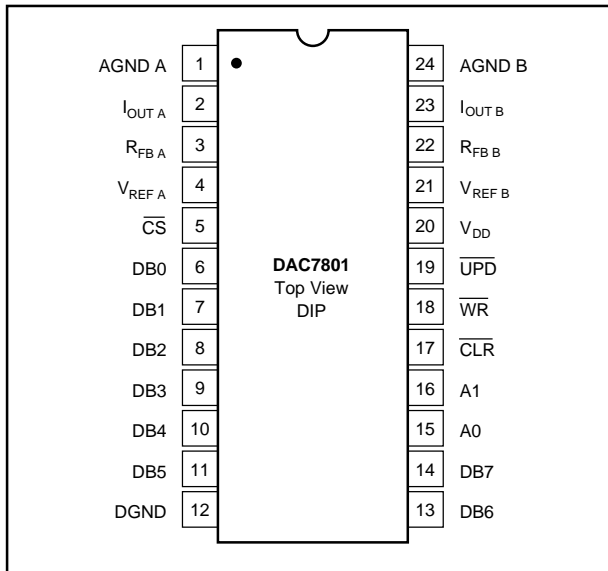 AGND A 1 24 AGND B
IOUT A 2 23 IOUT B
RFB A 3 22 RFB B
VREF A 4 21 VREF B
CS 5 20 VDD
DB0 6 19 UPD
DB1 7 18 WR
DB2 8 17 CLR
DB3 9 16 A1
DB4 10 15 A0
DB5 11 14 DB7
DGND 12 13 DB6
DAC7801
Top View
DIP